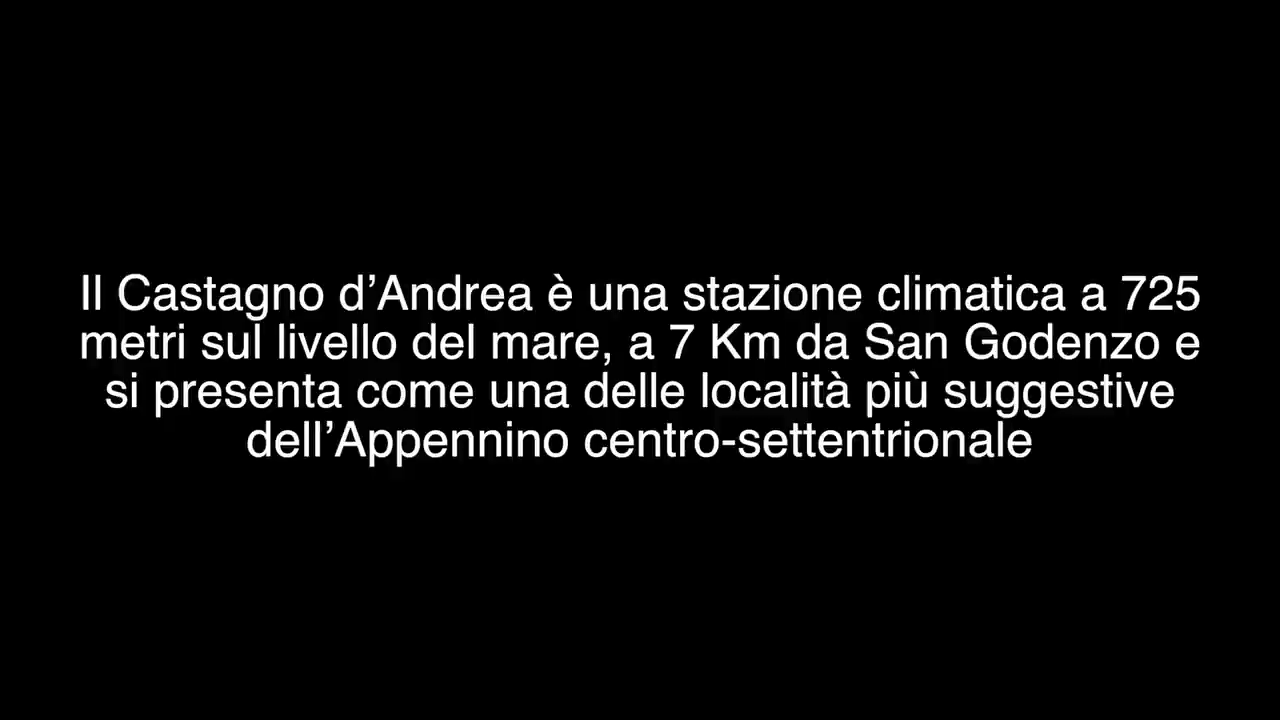 Il Castagno d’Andrea è una stazione climatica a 725
metri sul livello del mare, a 7 Km da San Godenzo e
si presenta come una delle località più suggestive
dell’Appennino centro-settentrionale